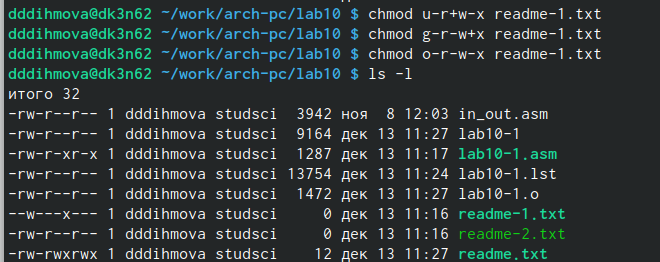 dddihmova@dk3n62 ~/work/arch-pc/lab10 $ chmod u-r+w-x readme-1.txt
dddihmova@dk3n62 ~/work/arch-pc/lab10 $ chmod g-r-w+x readme-1.txt
dddihmova@dk3n62 ~/work/arch-pc/lab10 $ chmod o-r-w-x readme-1.txt
dddihmova@dk3n62 ~/work/arch-pc/lab10 $ ls -l
итого 32
-rw-r--r-- 1 dddihmova studsci  3942 ноя  8 12:03 in_out.asm
-rw-r--r-- 1 dddihmova studsci  9164 дек 13 11:27 lab10-1
-rw-r-xr-x 1 dddihmova studsci  1287 дек 13 11:17 lab10-1.asm
-rw-r--r-- 1 dddihmova studsci 13754 дек 13 11:24 lab10-1.lst
-rw-r--r-- 1 dddihmova studsci  1472 дек 13 11:27 lab10-1.o
--w---x--- 1 dddihmova studsci     0 дек 13 11:16 readme-1.txt
-rw-r--r-- 1 dddihmova studsci     0 дек 13 11:16 readme-2.txt
-rw-rwxrwx 1 dddihmova studsci    12 дек 13 11:27 readme.txt